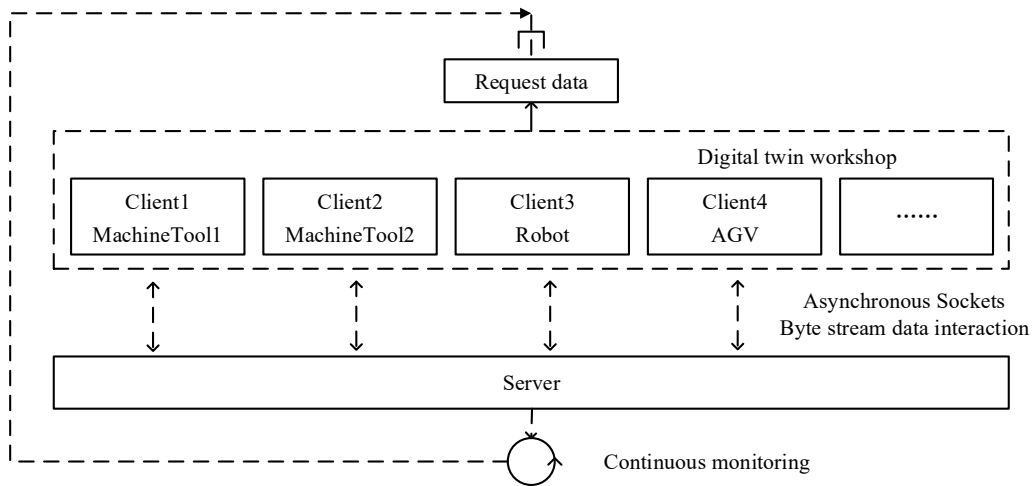 Request data
Digital twin workshop
Client1
MachineTool1
Client2
MachineTool2
Client3
Robot
Client4
AGV
......
Asynchronous Sockets
Byte stream data interaction
Server
Continuous monitoring